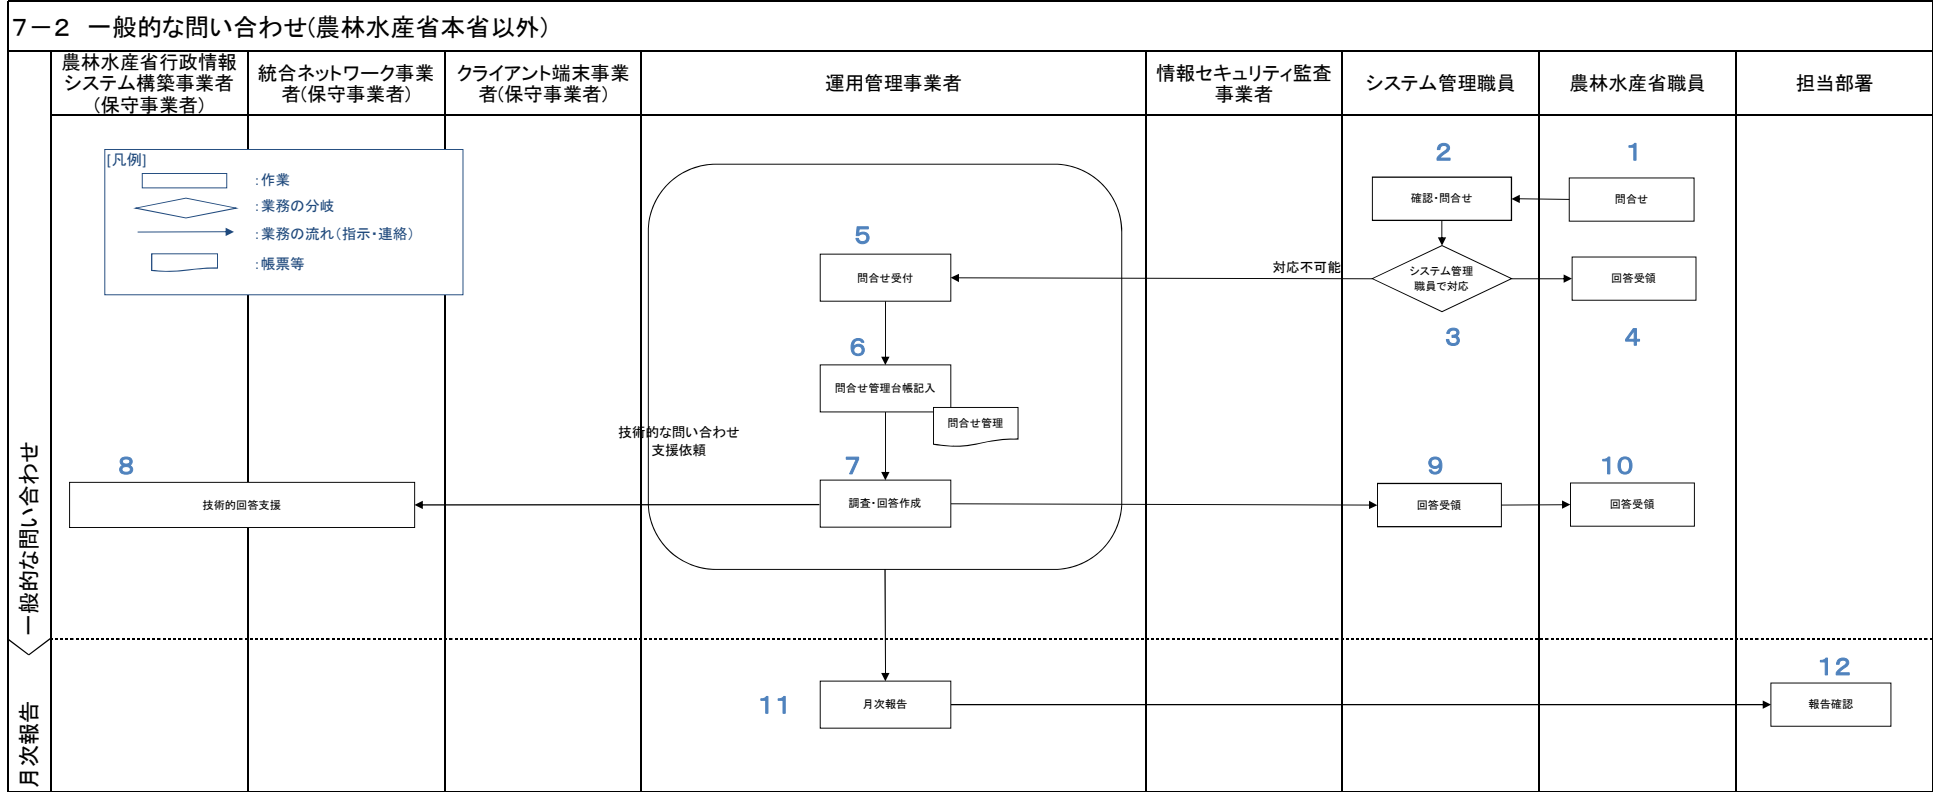 7－2　一般的な問い合わせ(農林水産省本省以外)
農林水産省行政情報
システム構築事業者
(保守事業者)
統合ネットワーク事業
者(保守事業者)
クライアント端末事業
者(保守事業者)
運用管理事業者
情報セキュリティ監査
事業者
システム管理職員
農林水産省職員
担当部署
[凡例]
:作業
:業務の分岐
:業務の流れ(指示・連絡)
:帳票等
2
1
確認・問合せ
問合せ
5
問合せ受付
対応不可能
システム管理
職員で対応
回答受領
3
4
6
問合せ管理台帳記入
問合せ管理
技術的な問い合わせ
支援依頼
一般的な問い合わせ
8
7
9
10
技術的回答支援
調査・回答作成
回答受領
回答受領
月次報告
11
月次報告
12
報告確認